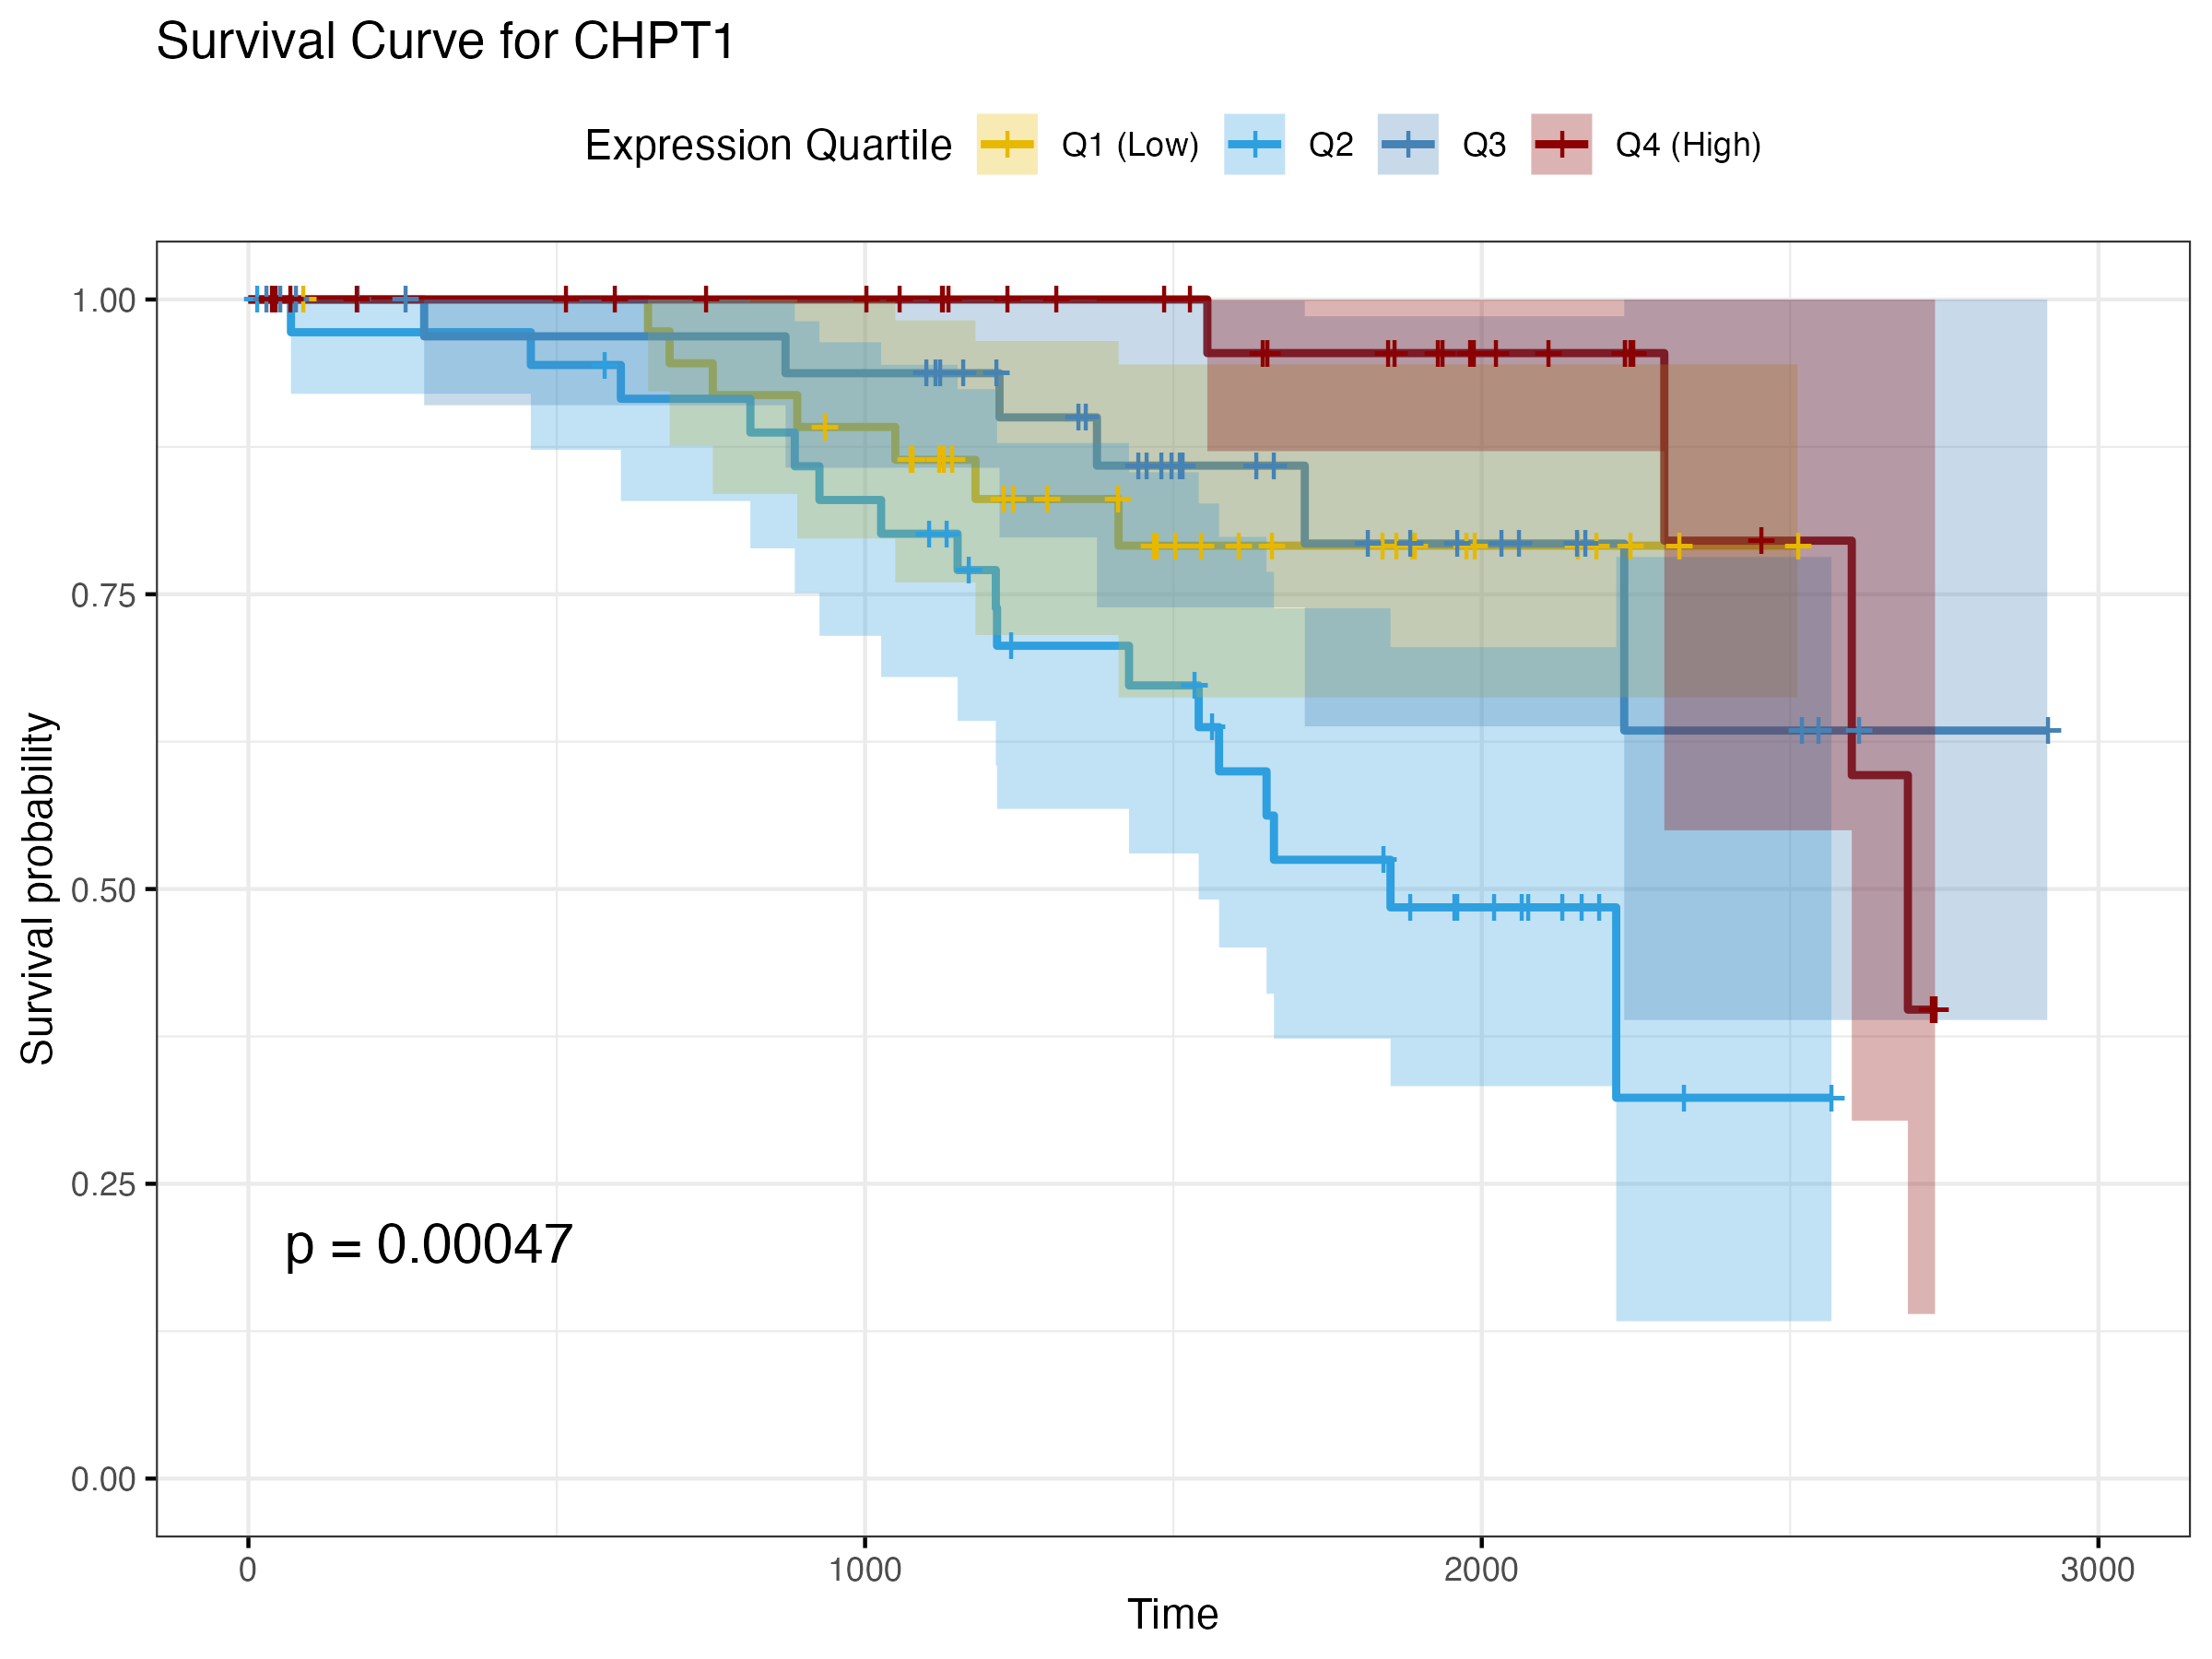 Survival Curve for CHPT1
Expression Quartile Q1 (Low) Q2 Q3 Q4 (High)
Survival probability
1.00
0.75
0.50
0.25
0.00
p = 0.00047
0 1000 2000 3000
Time